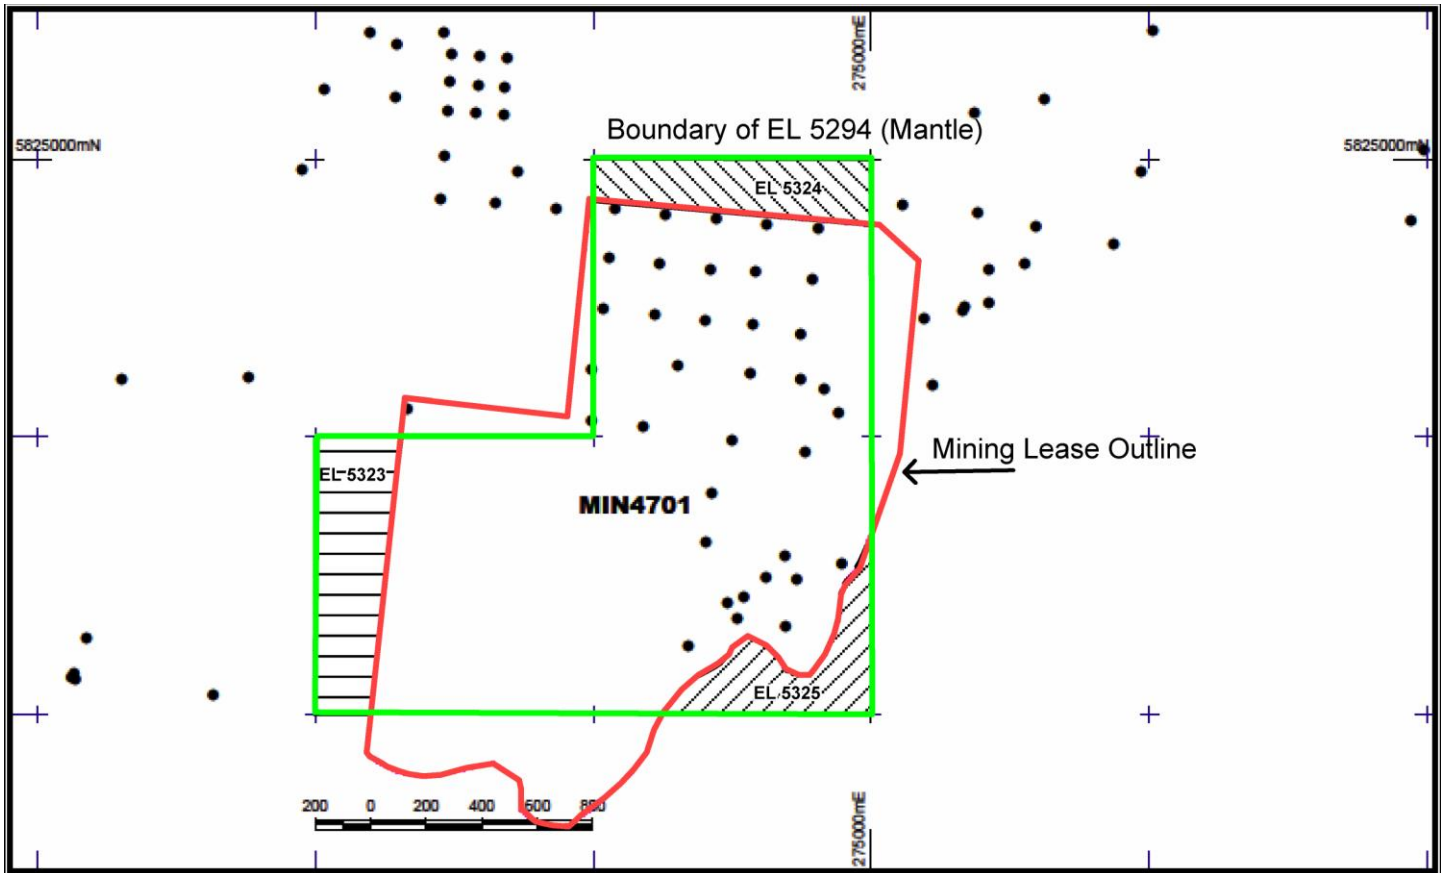 275000mE
Boundary of EL 5294 (Mantle)
5825000mN
5825000mN
EL 5324
Mining Lease Outline
EL 5323
MIN4701
EL 5325
200 0 200 400 600 800
275000mE